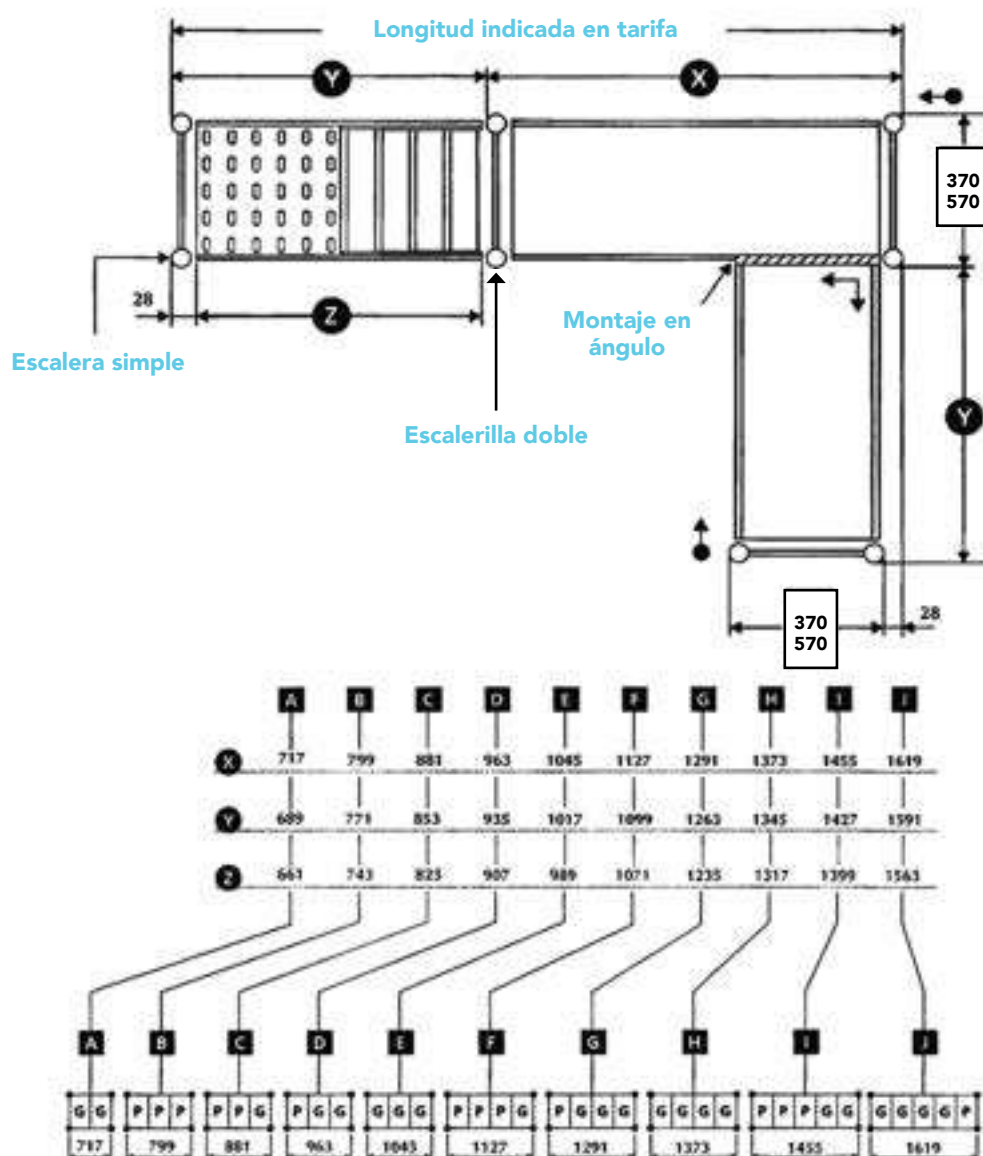 Longitud indicada en tarifa
Y X
370
570
28
Z
Escalera simple
Montaje en
ángulo
Escalerilla doble
Y
370
570
28
A B C D E F G H I J
X 717 799 881 963 1045 1127 1291 1373 1455 1619
Y 689 771 853 935 1017 1099 1263 1345 1427 1591
Z 661 743 825 907 989 1071 1235 1317 1399 1563
A B C D E F G H I J
G G P P P P P G P G G G G G P P P G P G G G G G G G P P P G G G G G G P
717 799 881 963 1045 1127 1291 1373 1455 1619